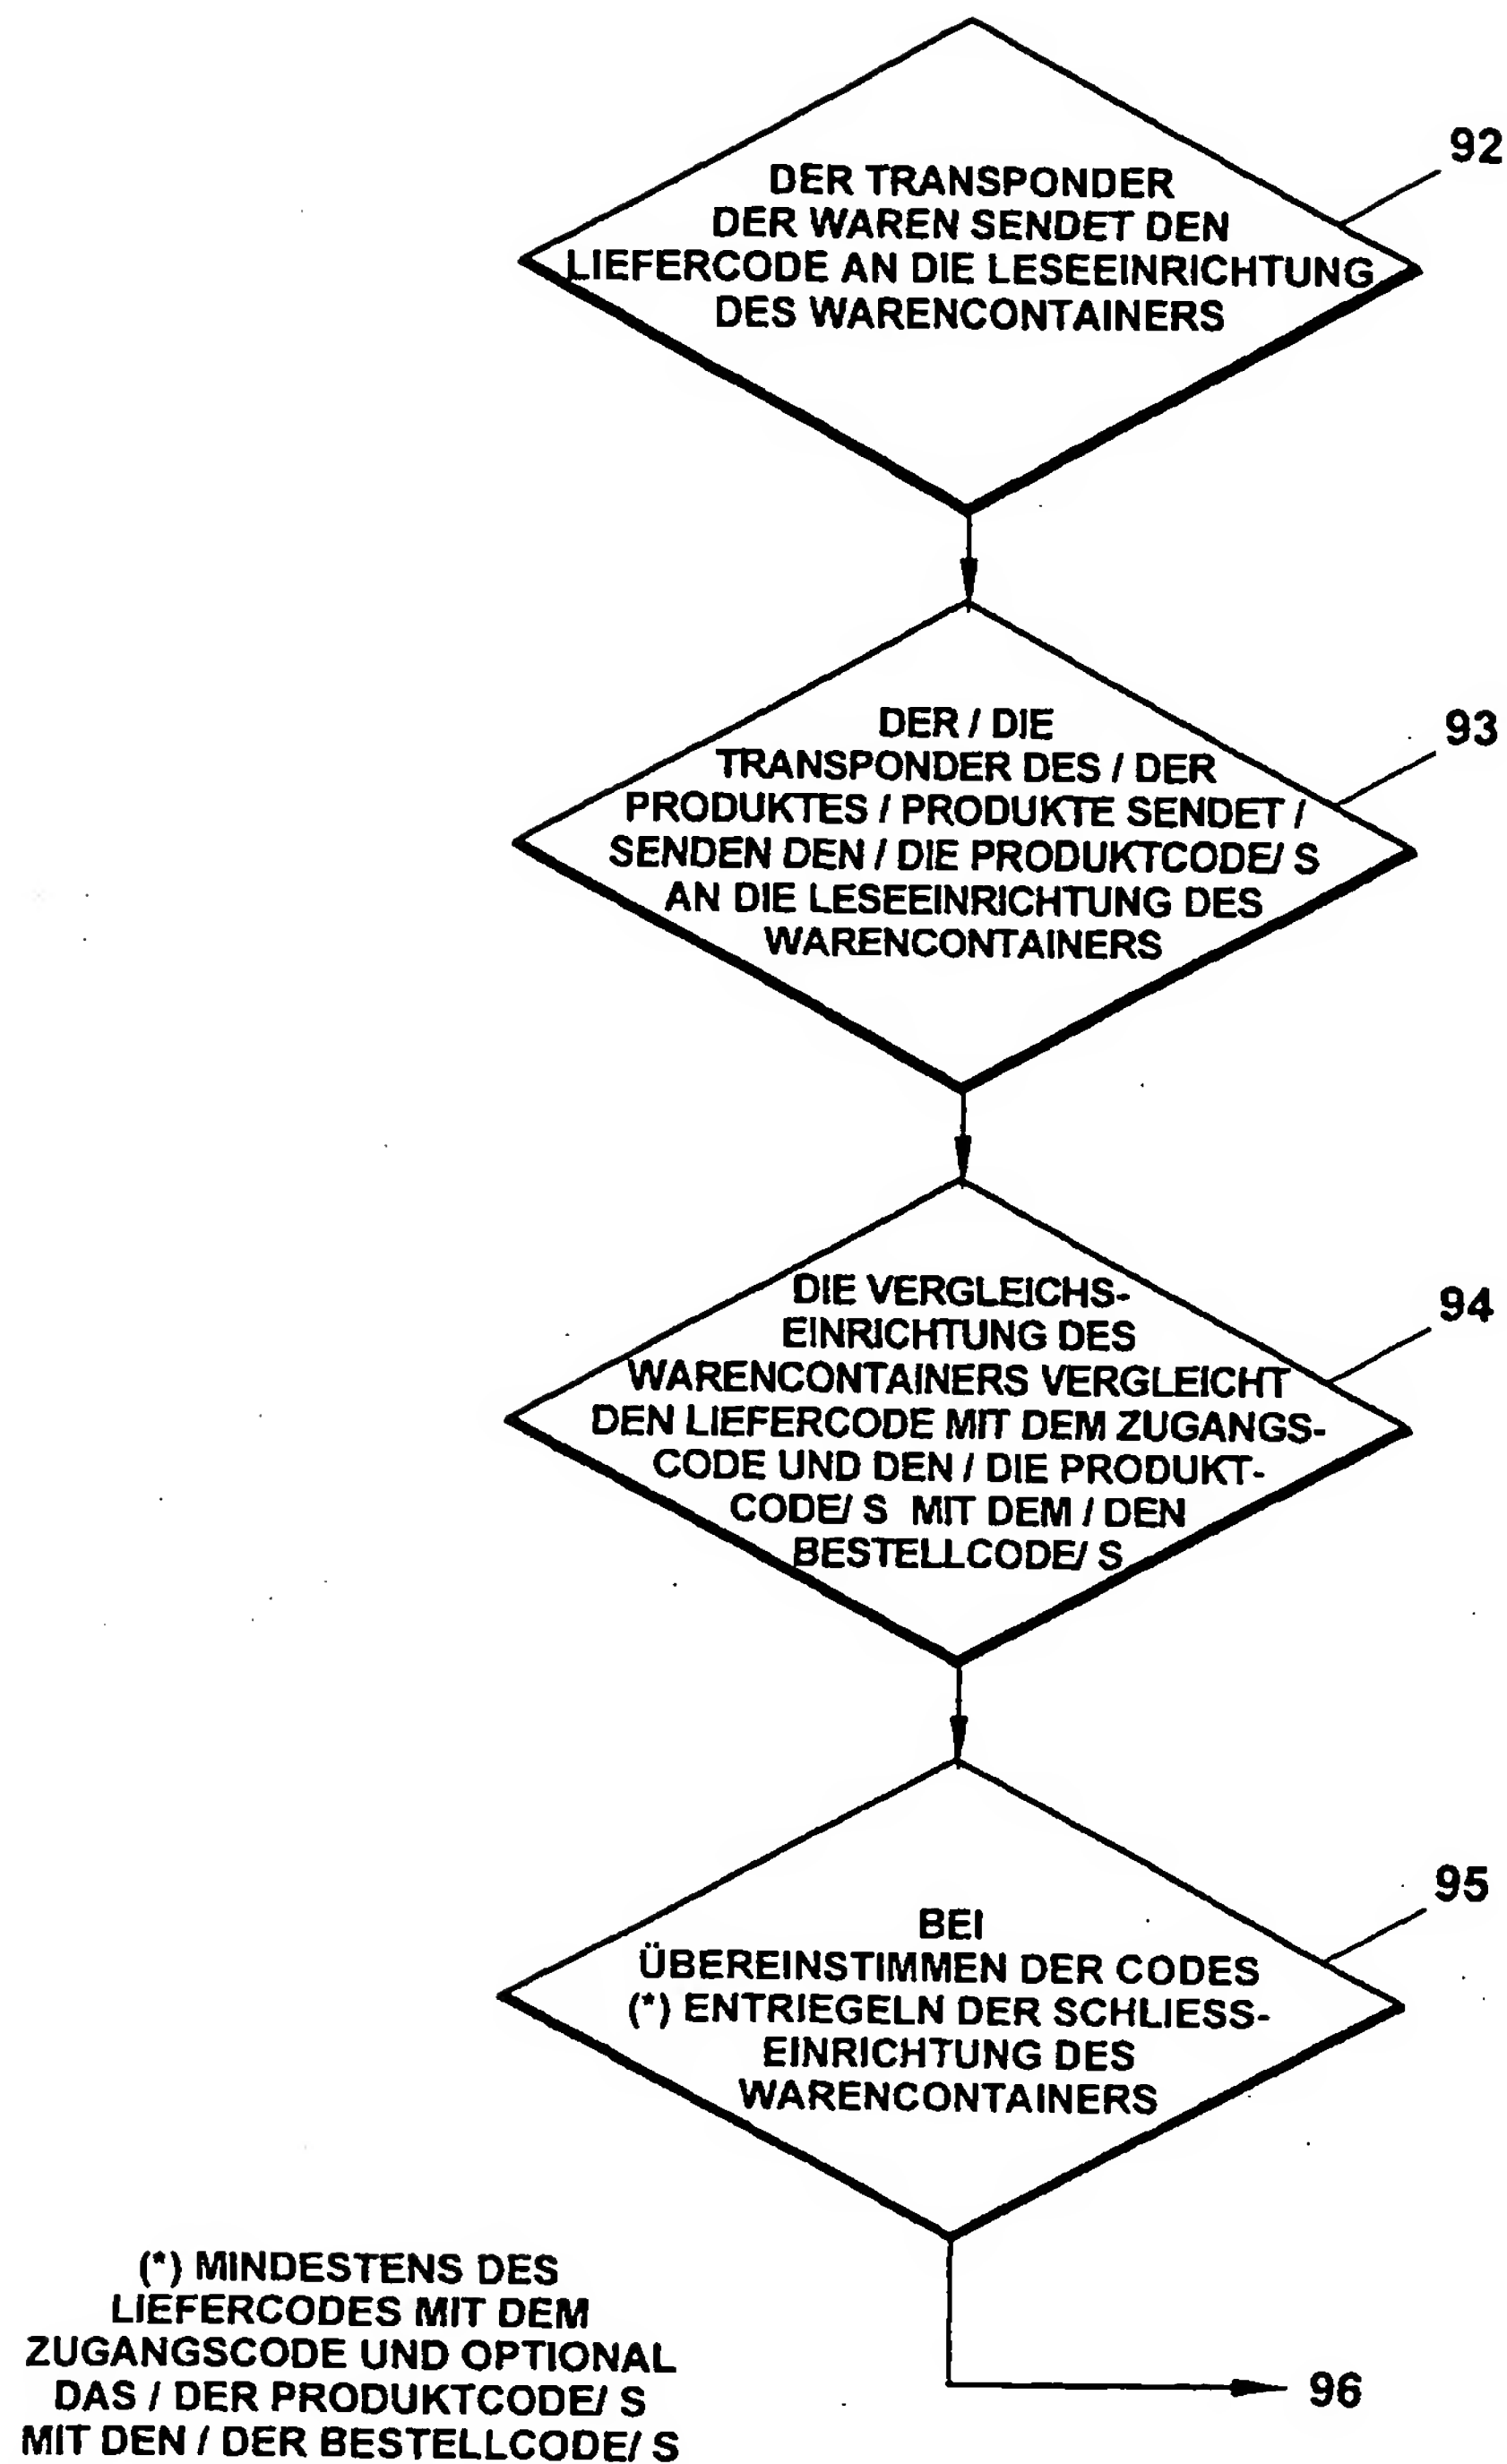 92
DER TRANSPONDER
DER WAREN SENDET DEN
LIEFERCODE AN DIE LESEEINRICHTUNG
DES WARENCONTAINERS
93
DER / DIE
TRANSPONDER DES / DER
PRODUKTES / PRODUKTE SENDET /
SENDEN DEN / DIE PRODUKTCODE/ S
AN DIE LESEEINRICHTUNG DES
WARENCONTAINERS
94
DIE VERGLEICHS-
EINRICHTUNG DES
WARENCONTAINERS VERGLEICHT
DEN LIEFERCODE MIT DEM ZUGANGS-
CODE UND DEN / DIE PRODUKT-
CODE/ S MIT DEM / DEN
BESTELLCODE/ S
95
BEI
ÜBEREINSTIMMEN DER CODES
(*) ENTRIEGELN DER SCHLIESS-
EINRICHTUNG DES
WARENCONTAINERS
(*) MINDESTENS DES
LIEFERCODES MIT DEM
ZUGANGSCODE UND OPTIONAL
DAS / DER PRODUKTCODE/ S
MIT DEN / DER BESTELLCODE/ S
96